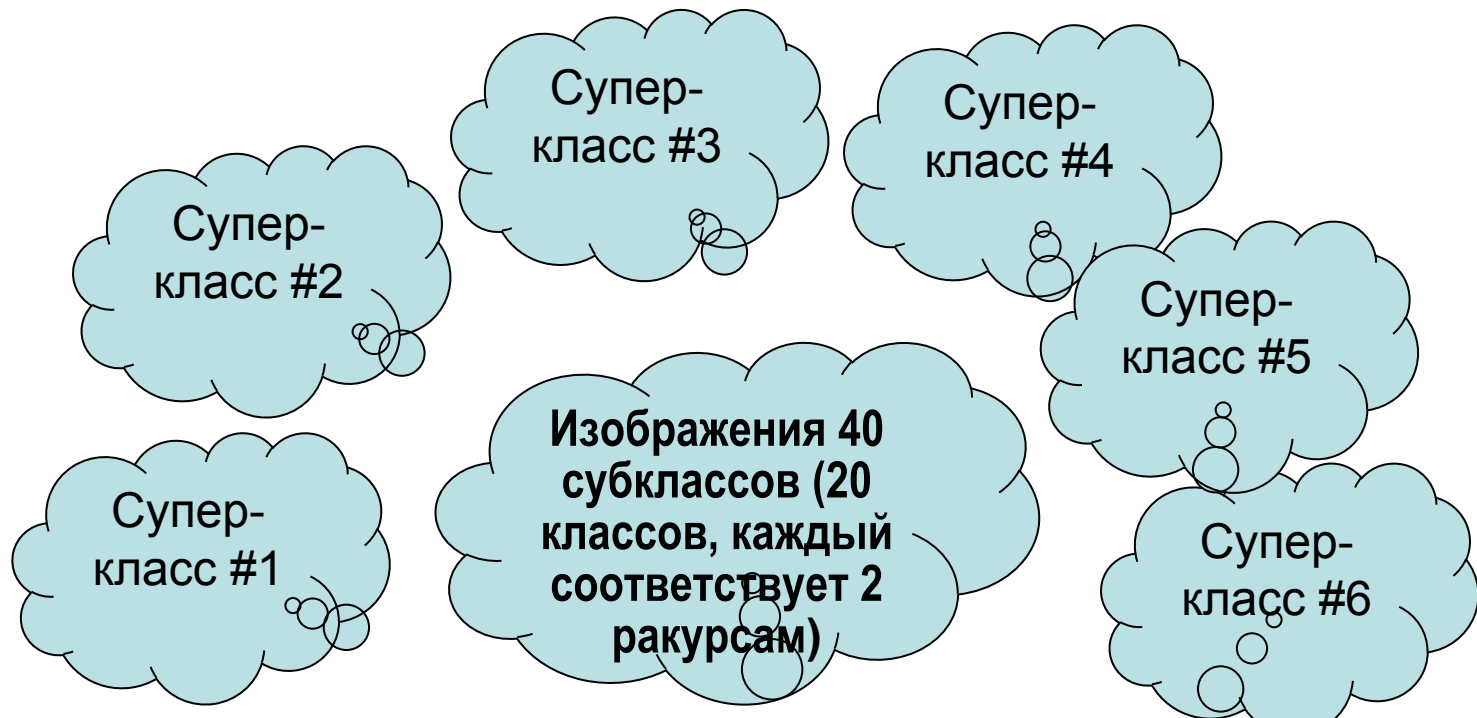 Супер-
класс #3
Супер-
класс #4
Супер-
класс #2
Супер-
класс #5
Изображения 40
субклассов (20
классов, каждый
соответствует 2
ракурсам)
Супер-
класс #1
Супер-
класс #6